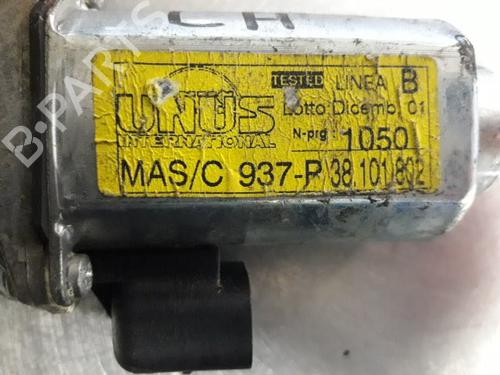 CH
B-PARTS
TESTED LINEA B
UNUS Lotto Dicemb. 01
INTERNATIONAL N-prg. 1050
MAS/C 937-P 38.101.802